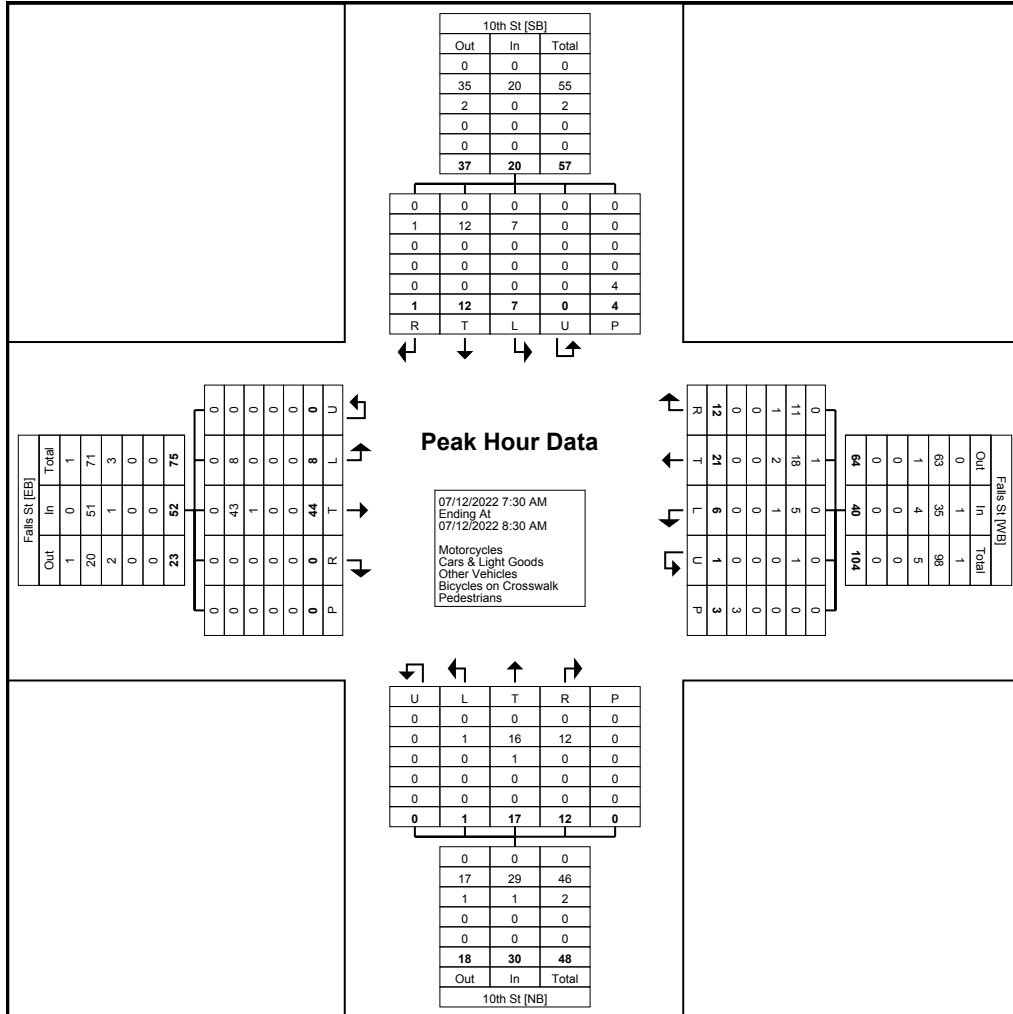 10th St [SB]
Out In Total
0 0 0
35 20 55
2 0 2
0 0 0
0 0 0
37 20 57
0 0 0 0 0
1 12 7 0 0
0 0 0 0 0
0 0 0 0 0
0 0 0 0 4
1 12 7 0 4
R T L U P
Falls St [EB]
Total In Out
1 0 1
71 51 20
3 1 2
0 0 0
0 0 0
75 52 23
0 0 0 0 0
0 8 43 0 0
0 0 1 0 0
0 0 0 0 0
0 0 0 0 0
0 8 44 0 0
U L T R P
Peak Hour Data
07/12/2022 7:30 AM
Ending At
07/12/2022 8:30 AM
Motorcycles
Cars & Light Goods
Other Vehicles
Bicycles on Crosswalk
Pedestrians
Falls St [WB]
Out In Total
0 1 1
63 35 98
1 4 5
0 0 0
0 0 0
64 40 104
0 1 0 0 0
11 18 5 1 0
1 2 1 0 0
0 0 0 0 0
0 0 0 0 3
12 21 6 1 3
R T L U P
U L T R P
0 0 0 0 0
0 1 16 12 0
0 0 1 0 0
0 0 0 0 0
0 0 0 0 0
0 1 17 12 0
0 0 0
17 29 46
1 1 2
0 0 0
0 0 0
18 30 48
Out In Total
10th St [NB]